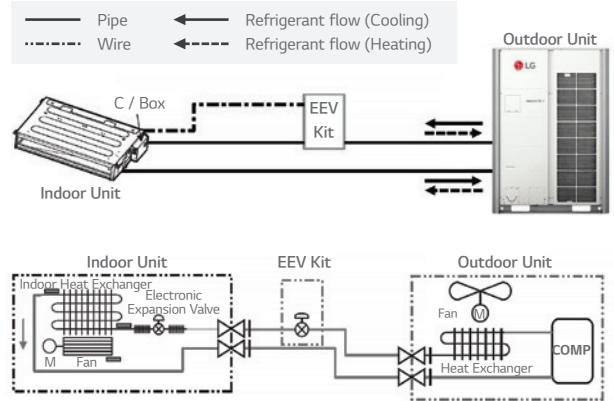 Pipe
Refrigerant flow (Cooling)
Wire
Refrigerant flow (Heating)
Outdoor Unit
LG
C / Box
EEV
Kit
Indoor Unit
Indoor Unit
EEV Kit
Outdoor Unit
Indoor Heat Exchanger
Electronic
Expansion Valve
Fan
M
M
Fan
COMP
Heat Exchanger